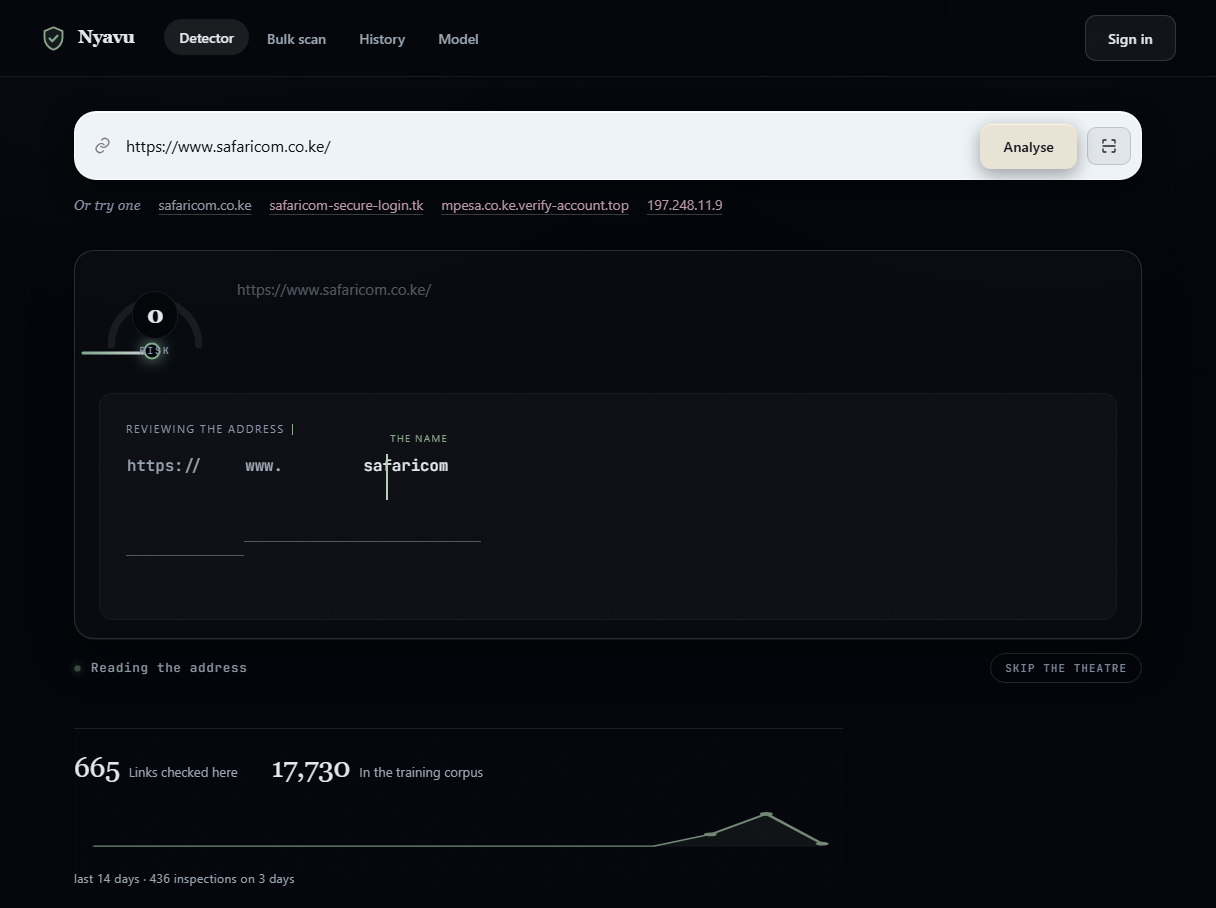 Nyavu
Detector
Bulk scan
History
Model
Sign in
https://www.safaricom.co.ke/
Analyse
Or try one safaricom.co.ke safaricom-secure-login.tk mpesa.co.ke.verify-account.top 197.248.11.9
0
RISK
https://www.safaricom.co.ke/
REVIEWING THE ADDRESS
THE NAME
https:// www. safaricom
Reading the address
SKIP THE THEATRE
665 Links checked here
17,730 In the training corpus
last 14 days · 436 inspections on 3 days